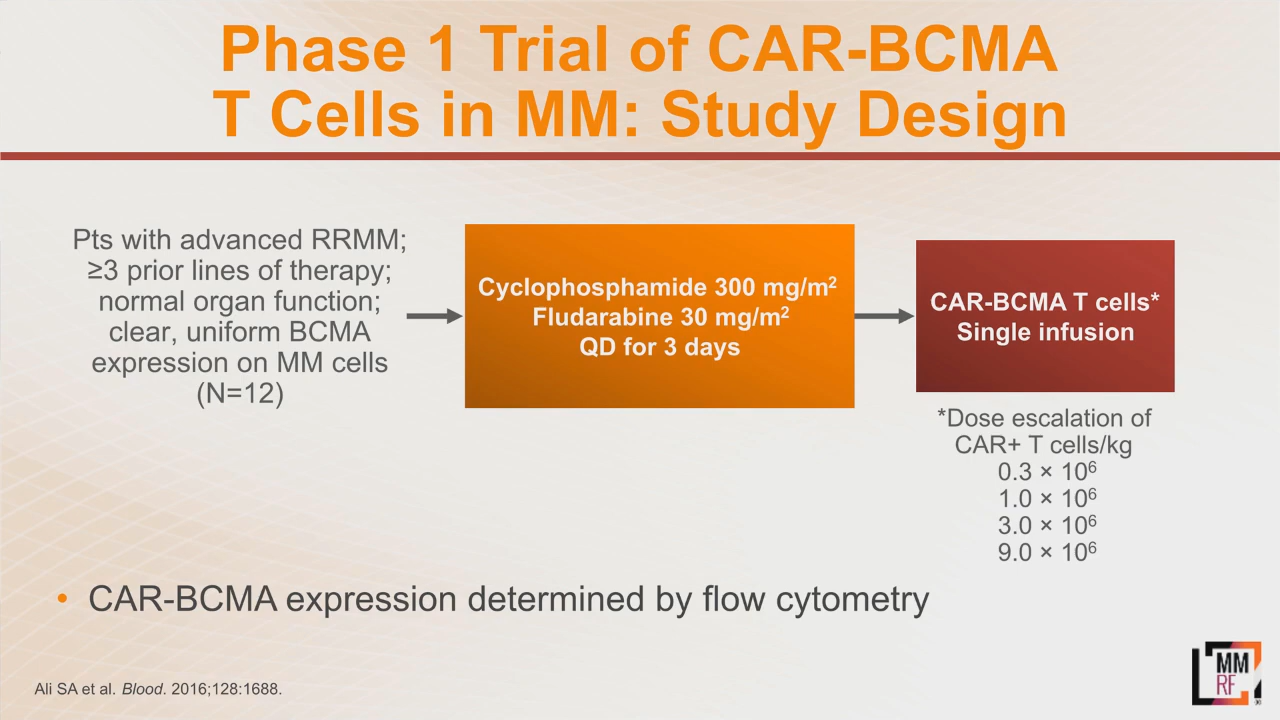 Phase 1 Trial of CAR-BCMA
T Cells in MM: Study Design
Pts with advanced RRMM;
≥3 prior lines of therapy;
normal organ function;
clear, uniform BCMA
expression on MM cells
(N=12)
Cyclophosphamide 300 mg/m²
Fludarabine 30 mg/m²
QD for 3 days
CAR-BCMA T cells*
Single infusion
*Dose escalation of
CAR+ T cells/kg
0.3 × 10⁶
1.0 × 10⁶
3.0 × 10⁶
9.0 × 10⁶
• CAR-BCMA expression determined by flow cytometry
Ali SA et al. Blood. 2016;128:1688.
MM
RF